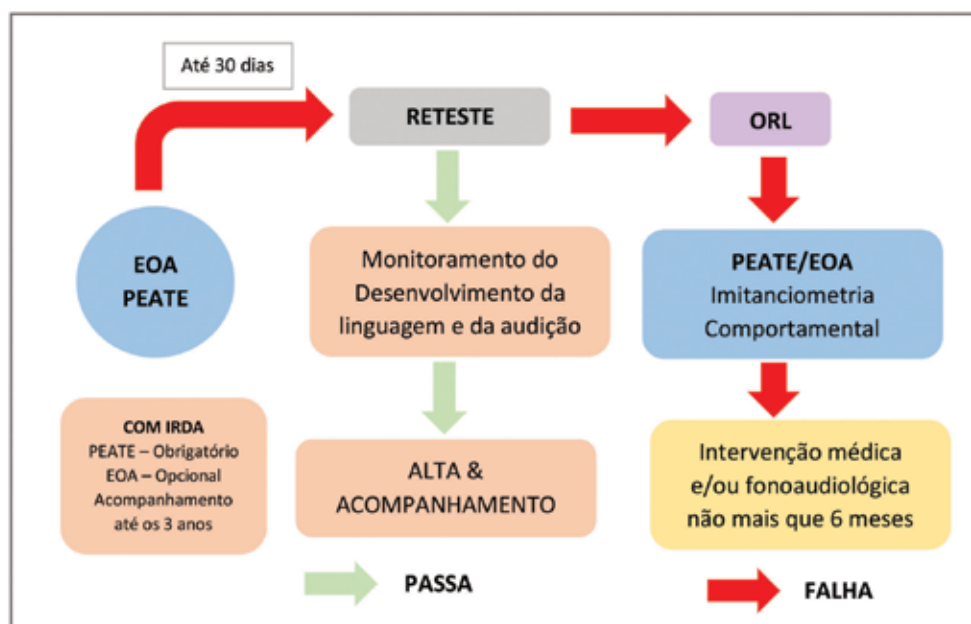 Até 30 dias
RETESTE
ORL
EOA
PEATE
Monitoramento do
Desenvolvimento da
linguagem e da audição
PEATE/EOA
Imitanciometria
Comportamental
COM IRDA
PEATE – Obrigatório
EOA – Opcional
Acompanhamento
até os 3 anos
ALTA &
ACOMPANHAMENTO
Intervenção médica
e/ou fonoaudiológica
não mais que 6 meses
PASSA
FALHA